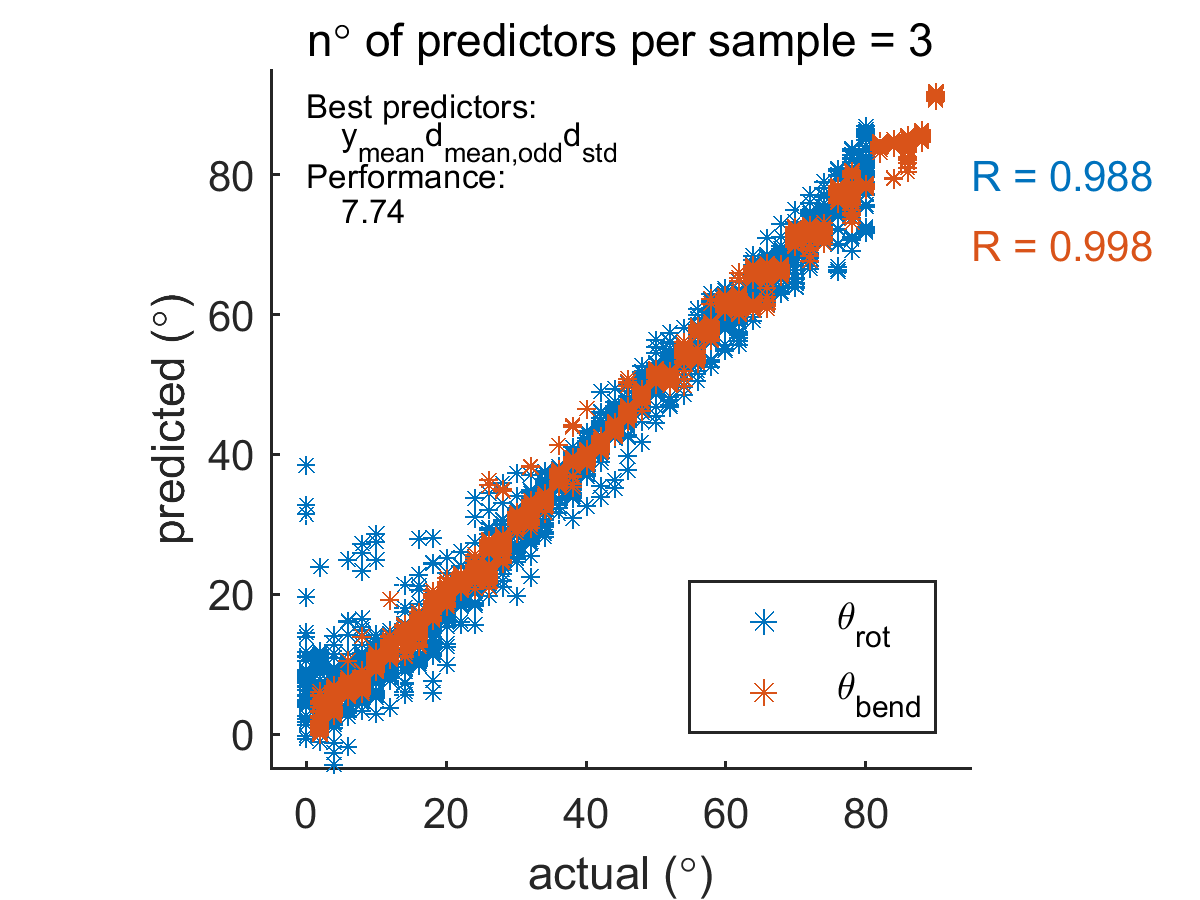 n° of predictors per sample = 3
Best predictors:
y_mean d_mean,odd d_std
Performance:
7.74
R = 0.988
R = 0.998
80
60
40
20
0
predicted (°)
θ_rot
θ_bend
0 20 40 60 80
actual (°)